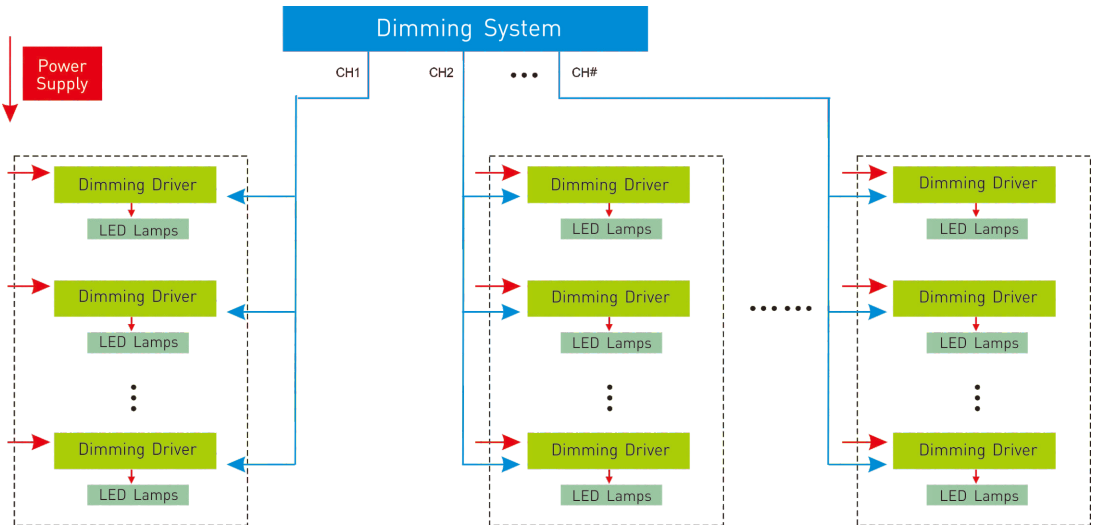 Dimming System
Power
Supply
CH1
CH2
CH#
Dimming Driver
Dimming Driver
Dimming Driver
LED Lamps
LED Lamps
LED Lamps
Dimming Driver
Dimming Driver
Dimming Driver
LED Lamps
LED Lamps
LED Lamps
Dimming Driver
Dimming Driver
Dimming Driver
LED Lamps
LED Lamps
LED Lamps